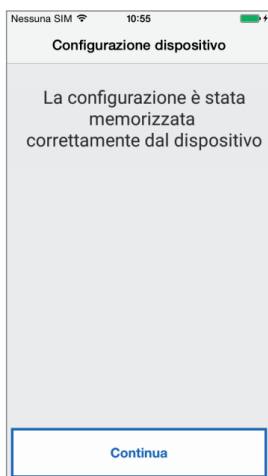 Nessuna SIM 10:55
Configurazione dispositivo
La configurazione è stata
memorizzata
correttamente dal dispositivo
Continua